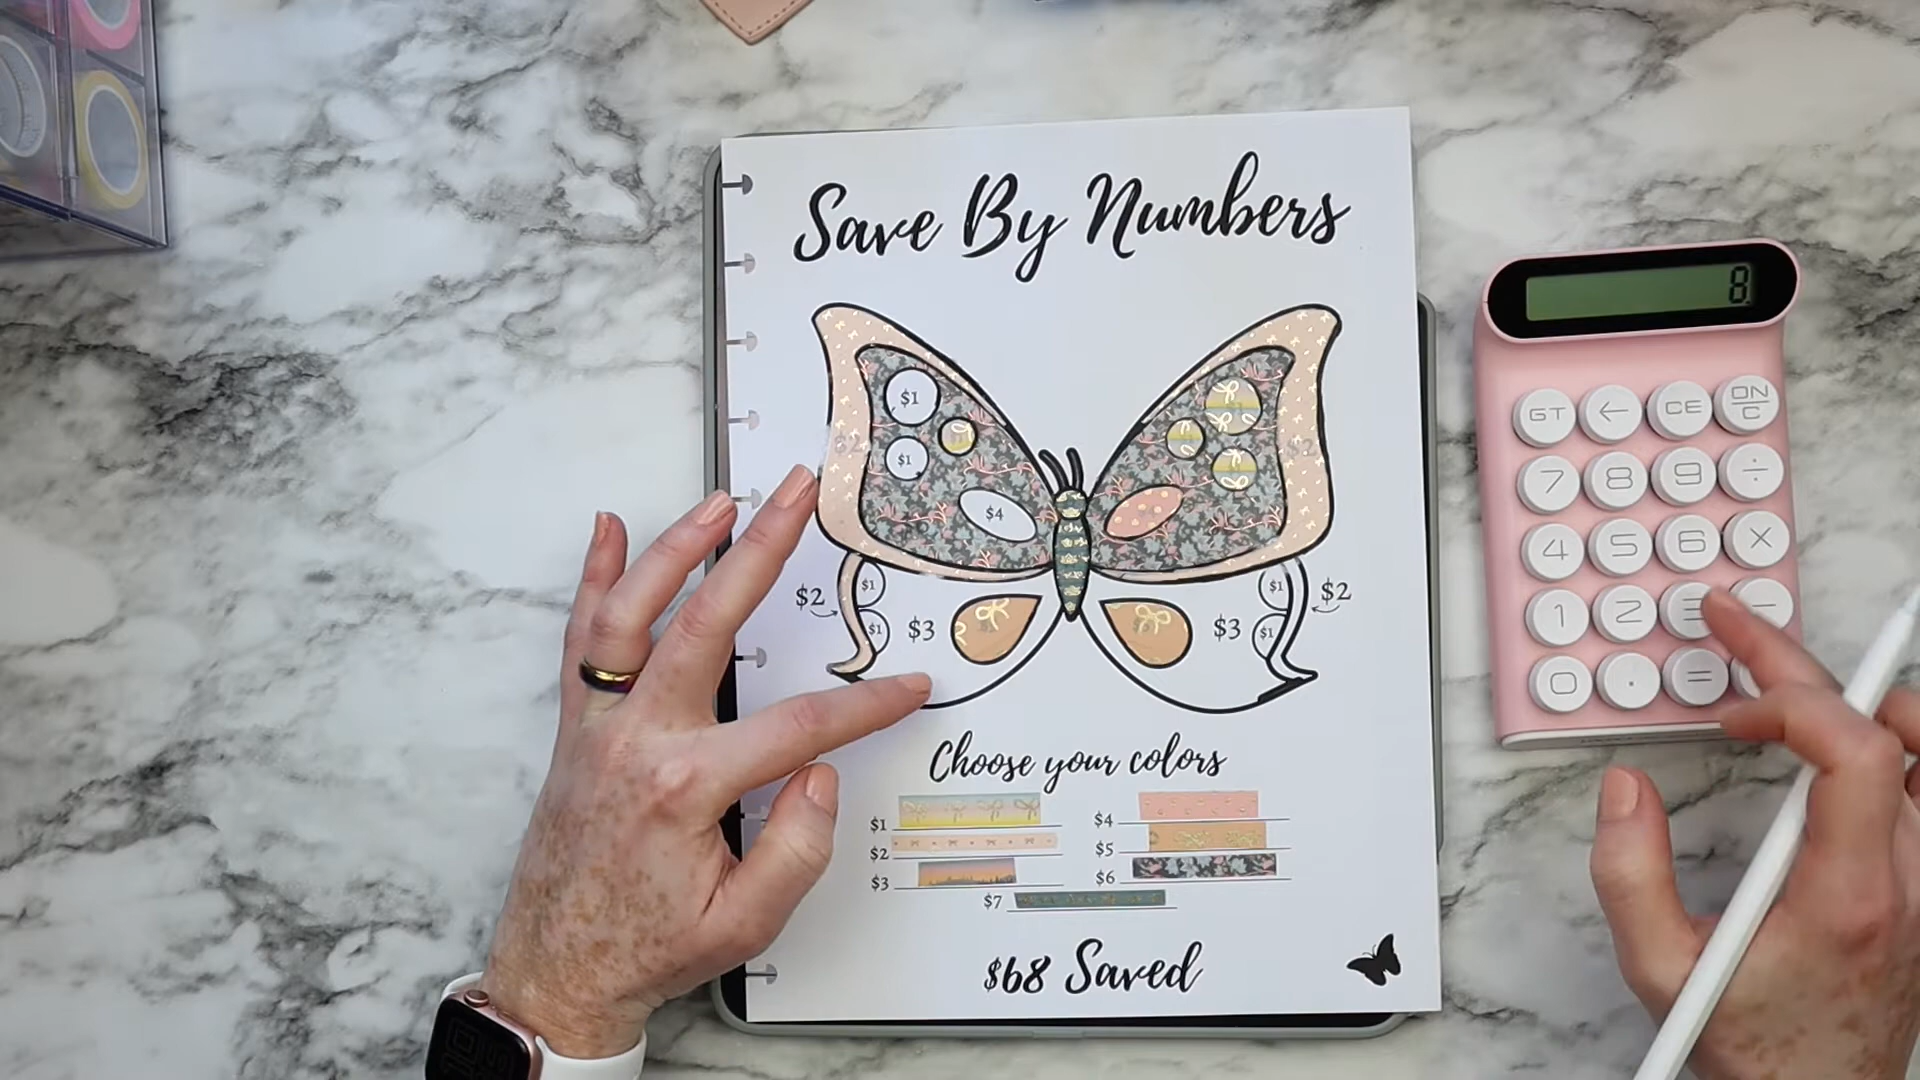 Save By Numbers
$1
$1
$4
$2
$2
$2
$1
$1
$3
$3
$1
$1
$2
Choose your colors
$1
$4
$2
$5
$3
$6
$7
$68 Saved
8.
GT ← CE ON/C
7 8 9 ÷
4 5 6 ×
1 2 = −
0 . =